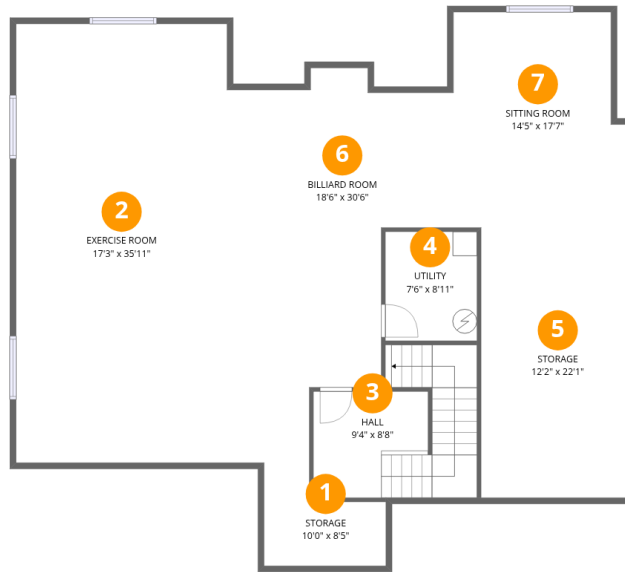 7
SITTING ROOM
14'5" x 17'7"
6
BILLIARD ROOM
18'6" x 30'6"
2
EXERCISE ROOM
17'3" x 35'11"
4
UTILITY
7'6" x 8'11"
5
STORAGE
12'2" x 22'1"
3
HALL
9'4" x 8'8"
1
STORAGE
10'0" x 8'5"